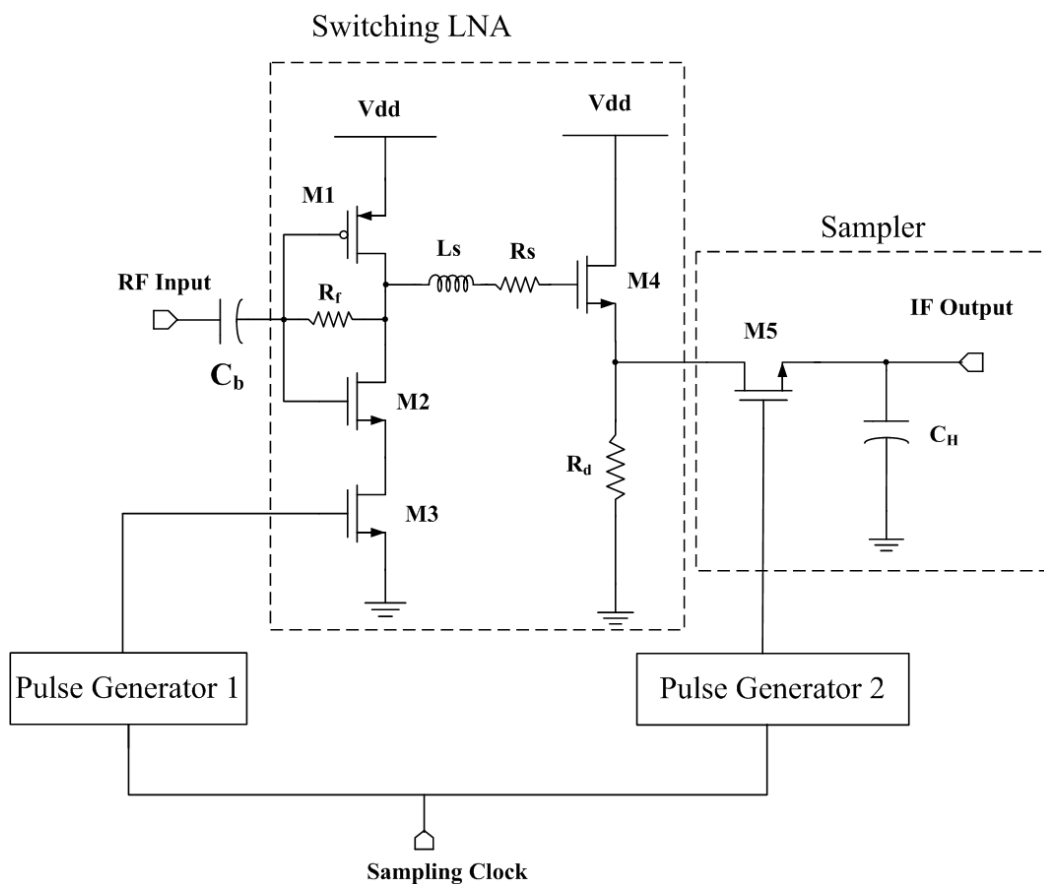 Switching LNA
Vdd
Vdd
M1
Ls
Rs
M4
Sampler
RF Input
Rf
IF Output
M5
Cb
M2
CH
Rd
M3
Pulse Generator 1
Pulse Generator 2
Sampling Clock